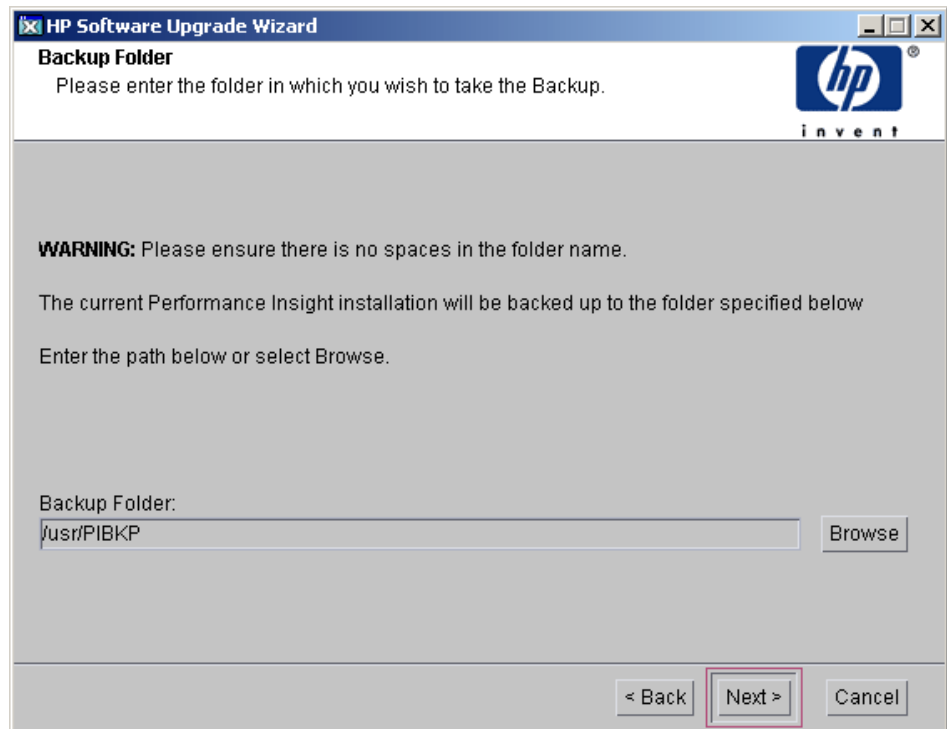 HP Software Upgrade Wizard
Backup Folder
Please enter the folder in which you wish to take the Backup.
hp
®
invent
WARNING: Please ensure there is no spaces in the folder name.
The current Performance Insight installation will be backed up to the folder specified below
Enter the path below or select Browse.
Backup Folder:
/usr/PIBKP
Browse
< Back
Next >
Cancel